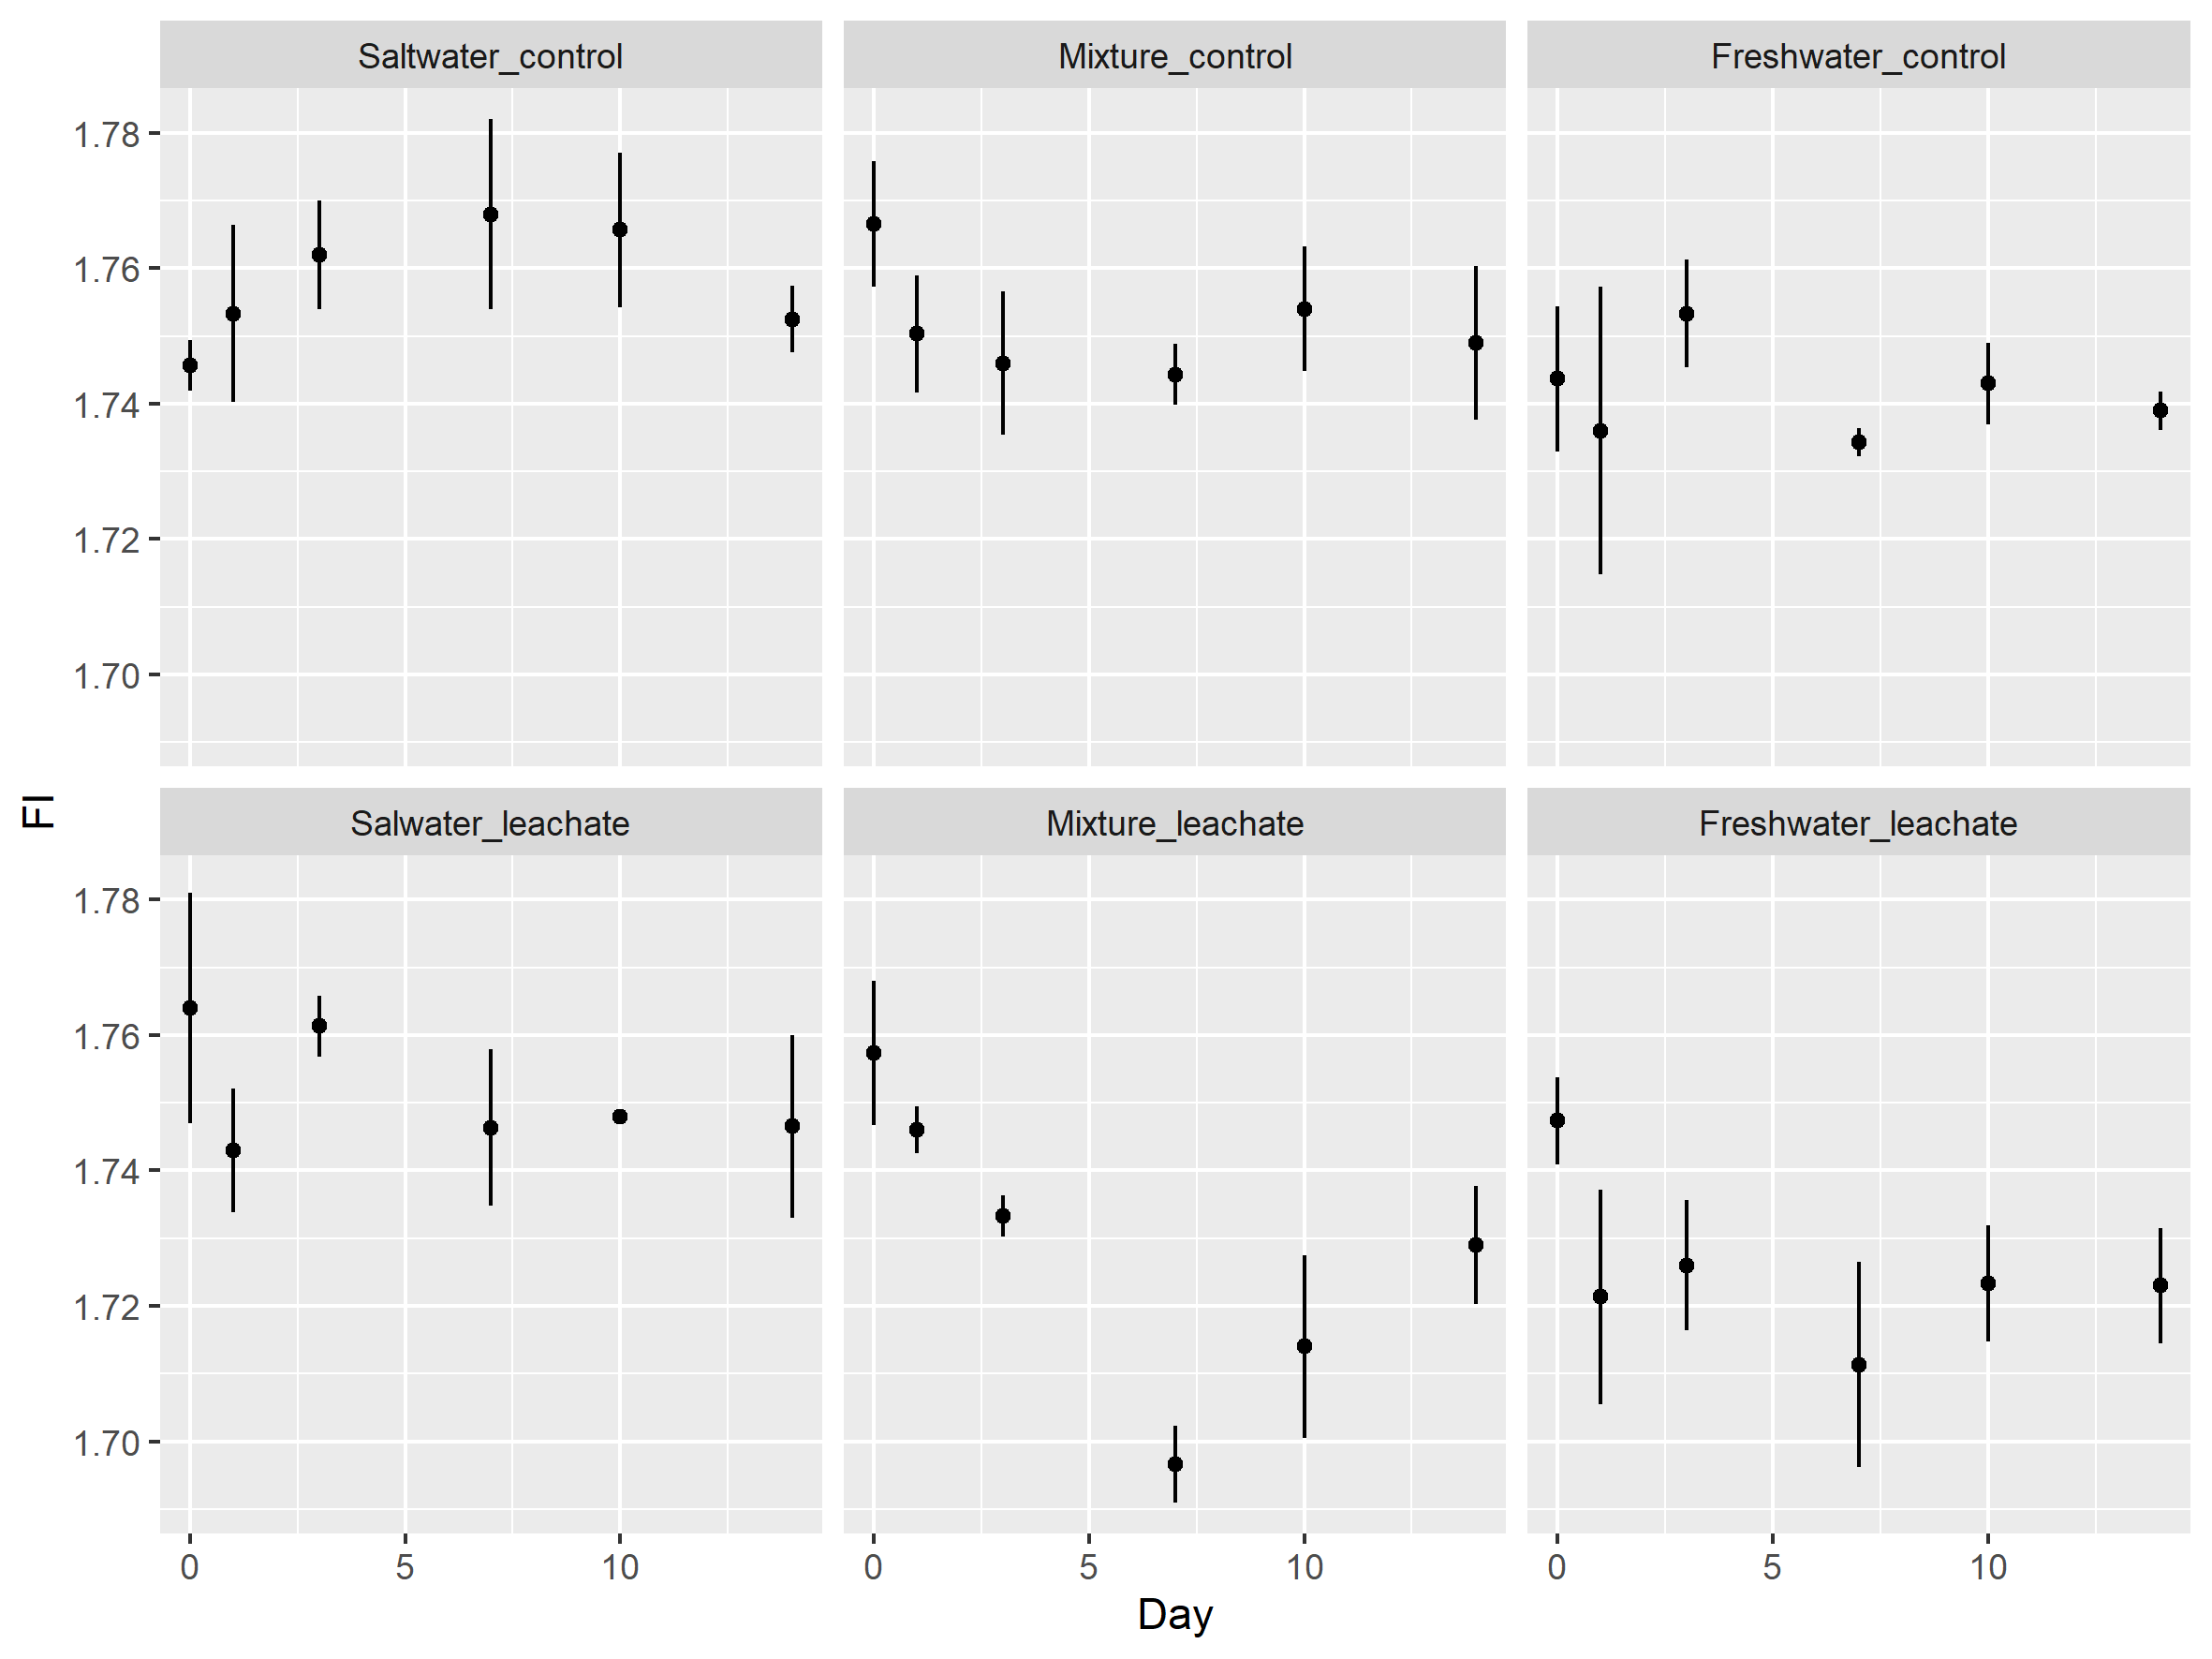 Saltwater_control
Mixture_control
Freshwater_control
1.78
1.76
1.74
1.72
1.70
FI
Salwater_leachate
Mixture_leachate
Freshwater_leachate
1.78
1.76
1.74
1.72
1.70
0 5 10
0 5 10
0 5 10
Day